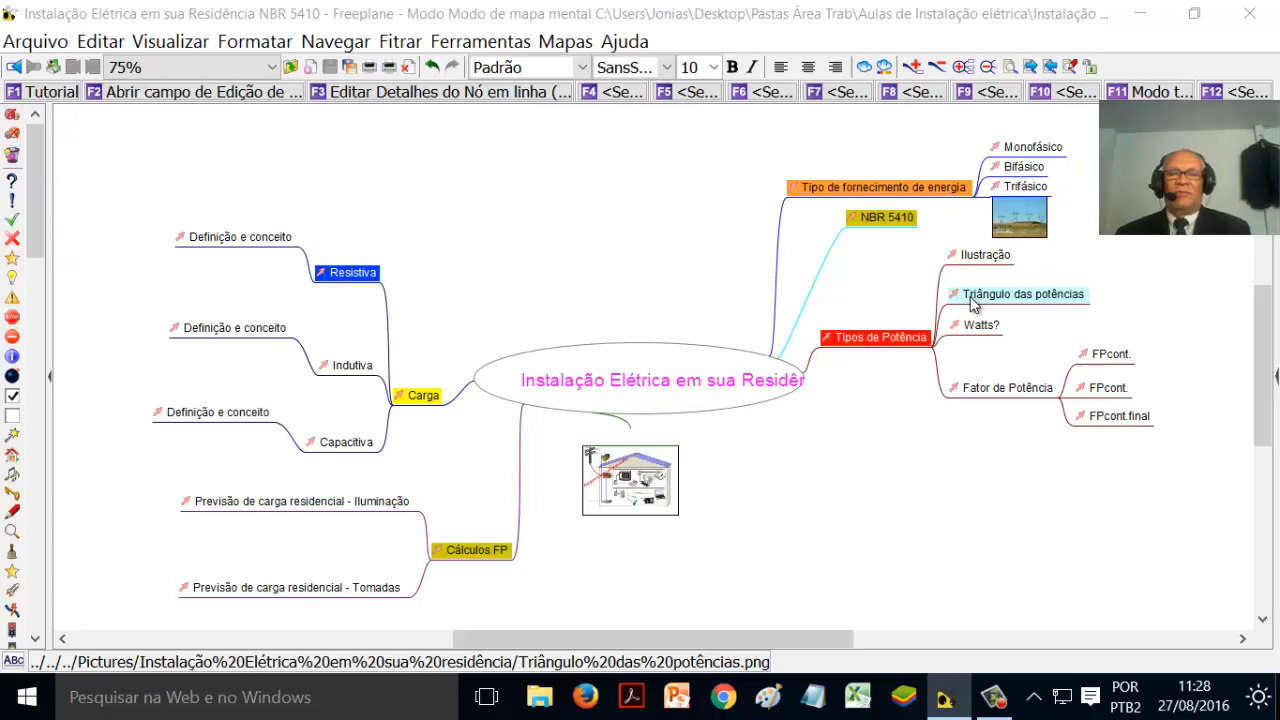 Instalação Elétrica em sua Residência NBR 5410 - Freeplane - Modo Modo de mapa mental C:\Users\Jonias\Desktop\Pastas Área Trab\Aulas de Instalação elétrica\Instalação ...
Arquivo Editar Visualizar Formatar Navegar Fitrar Ferramentas Mapas Ajuda
75% Padrão SansS... 10 B I
F1 Tutorial F2 Abrir campo de Edição de ... F3 Editar Detalhes do Nó em linha (... F4 <Se... F5 <Se... F6 <Se... F7 <Se... F8 <Se... F9 <Se... F10 <Se... F11 Modo t... F12 <Se...
Monofásico
Bifásico
Tipo de fornecimento de energia
Trifásico
NBR 5410
Definição e conceito
Ilustração
Resistiva
Triângulo das potências
Definição e conceito
Watts?
Tipos de Potência
FPcont.
Indutiva
Instalação Elétrica em sua Residên
Fator de Potência
FPcont.
Carga
Definição e conceito
FPcont.final
Capacitiva
Previsão de carga residencial - Iluminação
Cálculos FP
Previsão de carga residencial - Tomadas
ABC ../../../Pictures/Instalação%20Elétrica%20em%20sua%20residência/Triângulo%20das%20potências.png
Pesquisar na Web e no Windows
POR
PTB2
11:28
27/08/2016